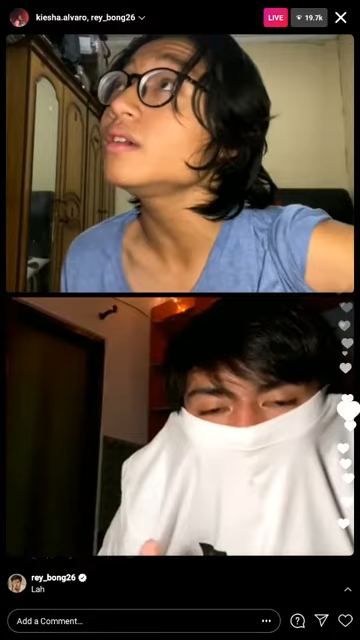 kiesha.alvaro, rey_bong26
LIVE
19.7k
rey_bong26
Lah
Add a Comment...